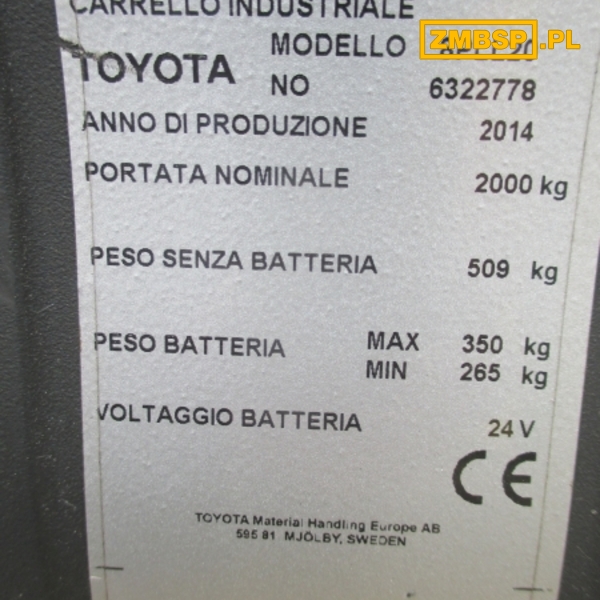 CARRELLO INDUSTRIALE
ZMBSP.PL
TOYOTA
MODELLO
NO 6322778
ANNO DI PRODUZIONE 2014
PORTATA NOMINALE 2000 kg
PESO SENZA BATTERIA 509 kg
PESO BATTERIA MAX 350 kg
MIN 265 kg
VOLTAGGIO BATTERIA 24 V
CE
TOYOTA Material Handling Europe AB
595 81 MJÖLBY, SWEDEN